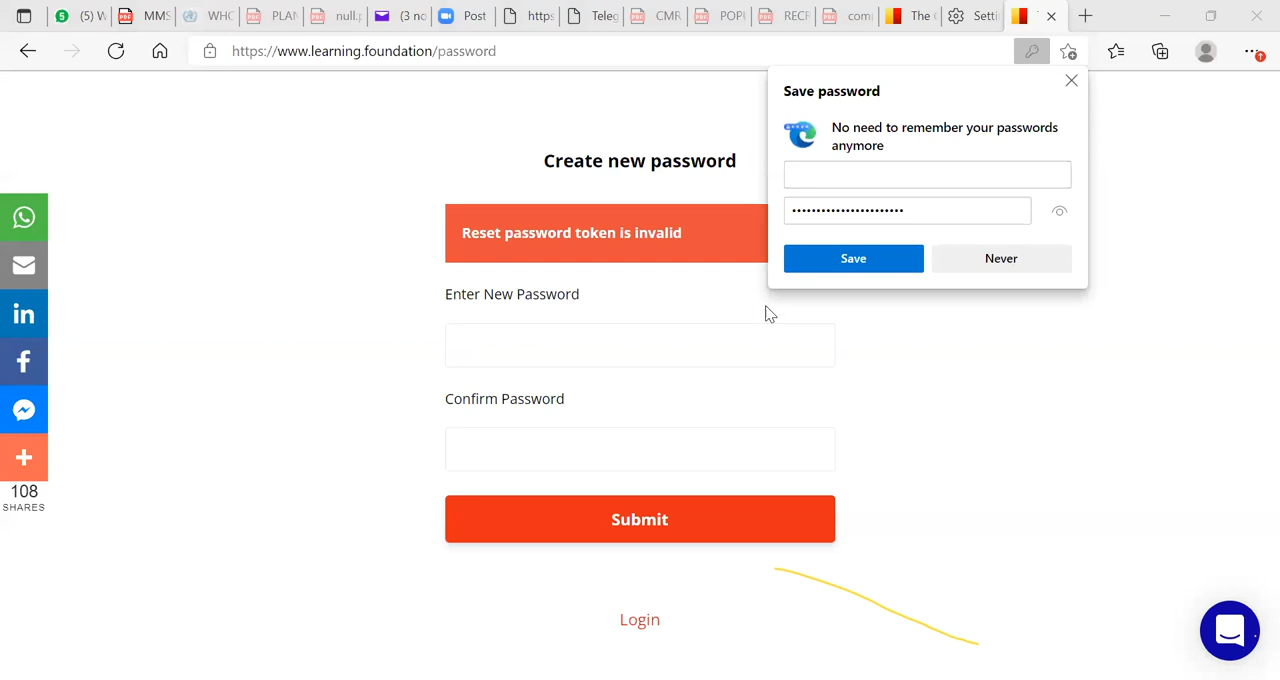 (5) W
MMS
WHC
PLAN
null.p
(3 no
Post
https
Teleg
CMR
POPI
RECF
com
The
Setti
https://www.learning.foundation/password
Save password
No need to remember your passwords
anymore
Save
Never
Create new password
Reset password token is invalid
Enter New Password
Confirm Password
Submit
Login
108
SHARES